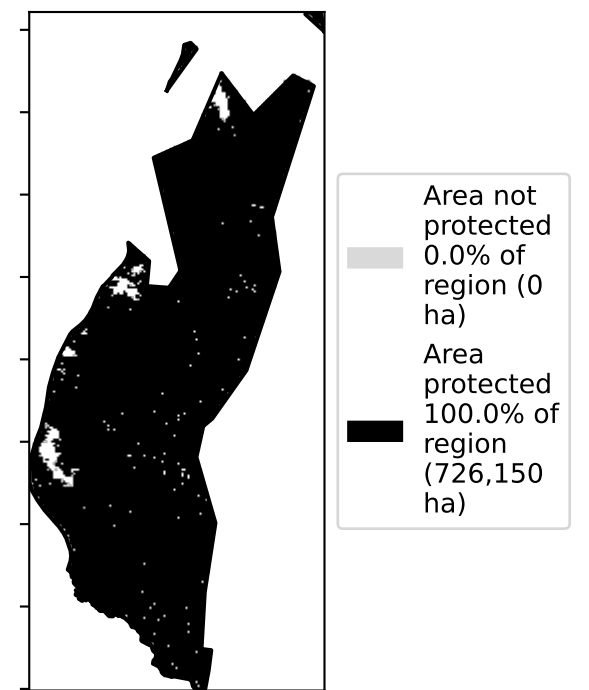 Area not
protected
0.0% of
region (0
ha)
Area
protected
100.0% of
region
(726,150
ha)